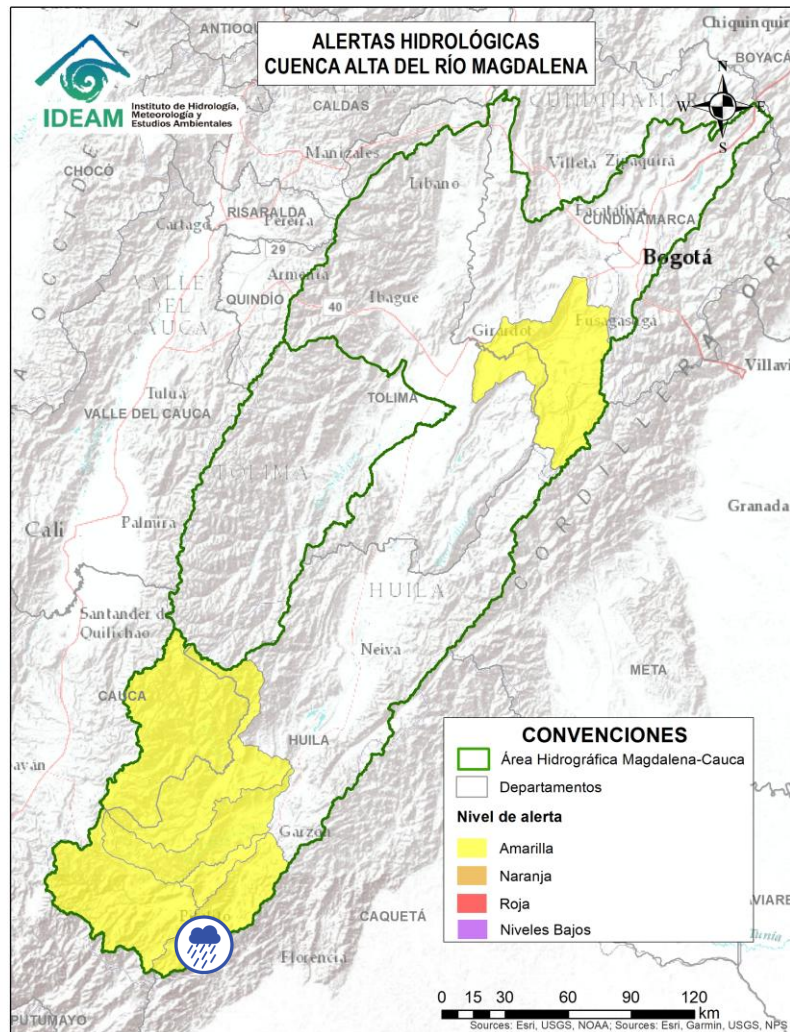 ALERTAS HIDROLÓGICAS
CUENCA ALTA DEL RÍO MAGDALENA
IDEAM
Instituto de Hidrología,
Meteorología y
Estudios Ambientales
Chiquinquir
BOYACÁ
CALDAS
N
W
E
S
Manizales
Villeta
Zipaquirá
CHOCÓ
Líbano
RISARALDA
Pereira
Cartago
Facatativá
CUNDINAMARCA
29
Armenia
Bogotá
VALLE
DEL
CAUCA
QUINDÍO
40
Ibagué
Girardot
Fusagasuga
Villavi
Tuluá
VALLE DEL CAUCA
TOLIMA
TOLIMA
Granada
Cali
Palmira
CORDILLERA
HUILA
Santander de
Quilichao
Neiva
META
CAUCA
HUILA
Garzón
CAQUETÁ
Florencia
PUTUMAYO
CONVENCIONES
Área Hidrográfica Magdalena-Cauca
Departamentos
Nivel de alerta
Amarilla
Naranja
Roja
Niveles Bajos
VIARE
0 15 30 60 90 120
km
Sources: Esri, USGS, NOAA; Sources: Esri, Garmin, USGS, NPS